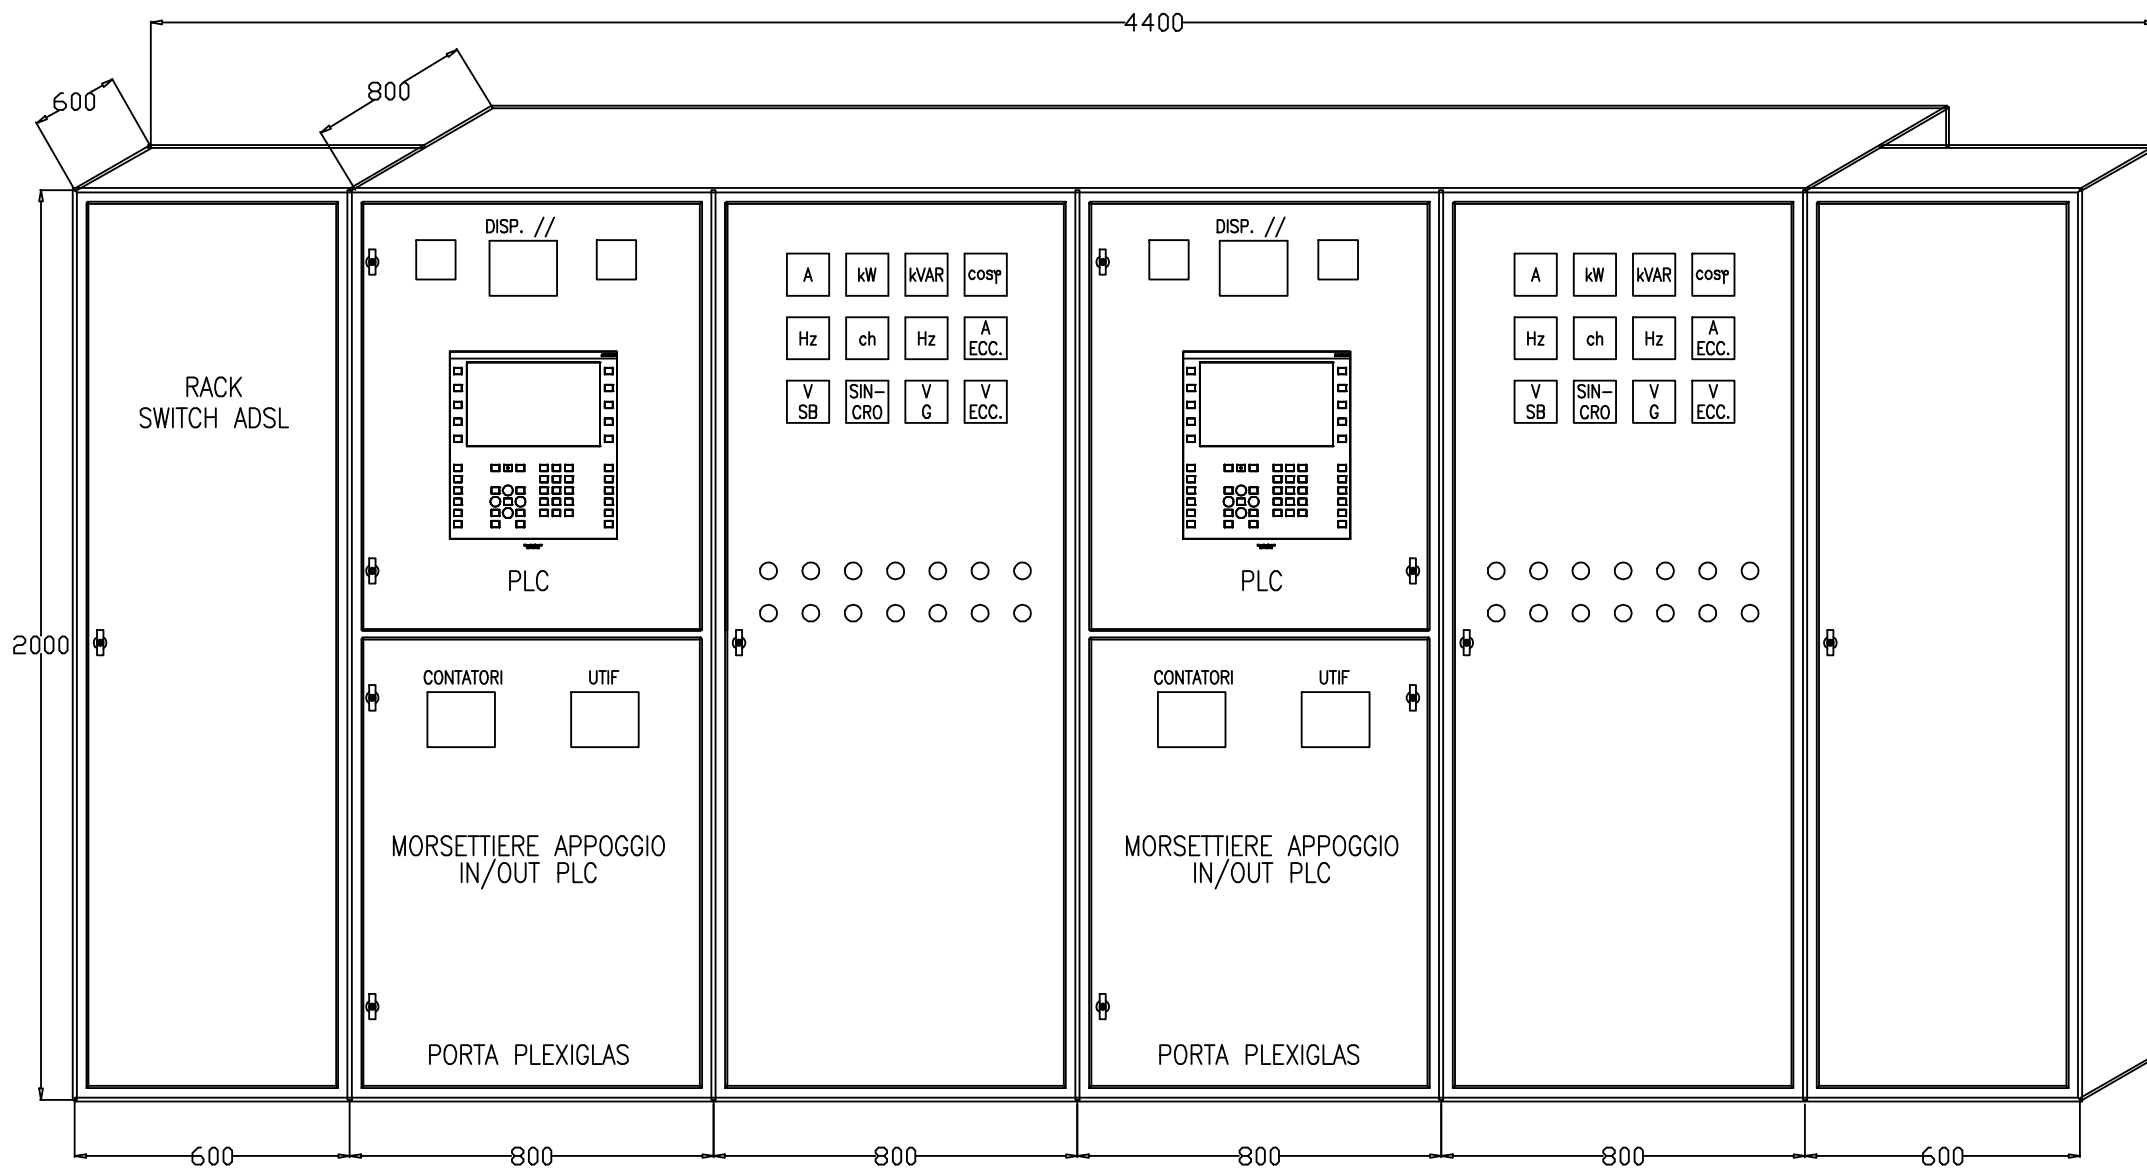 4400
600
800
2000
RACK
SWITCH ADSL
DISP. //
PLC
CONTATORI
UTIF
MORSETTIERE APPOGGIO
IN/OUT PLC
PORTA PLEXIGLAS
A
kW
kVAR
cosφ
Hz
ch
Hz
A
ECC.
V
SB
SIN-
CRO
V
G
V
ECC.
DISP. //
PLC
CONTATORI
UTIF
MORSETTIERE APPOGGIO
IN/OUT PLC
PORTA PLEXIGLAS
A
kW
kVAR
cosφ
Hz
ch
Hz
A
ECC.
V
SB
SIN-
CRO
V
G
V
ECC.
600
800
800
800
800
600